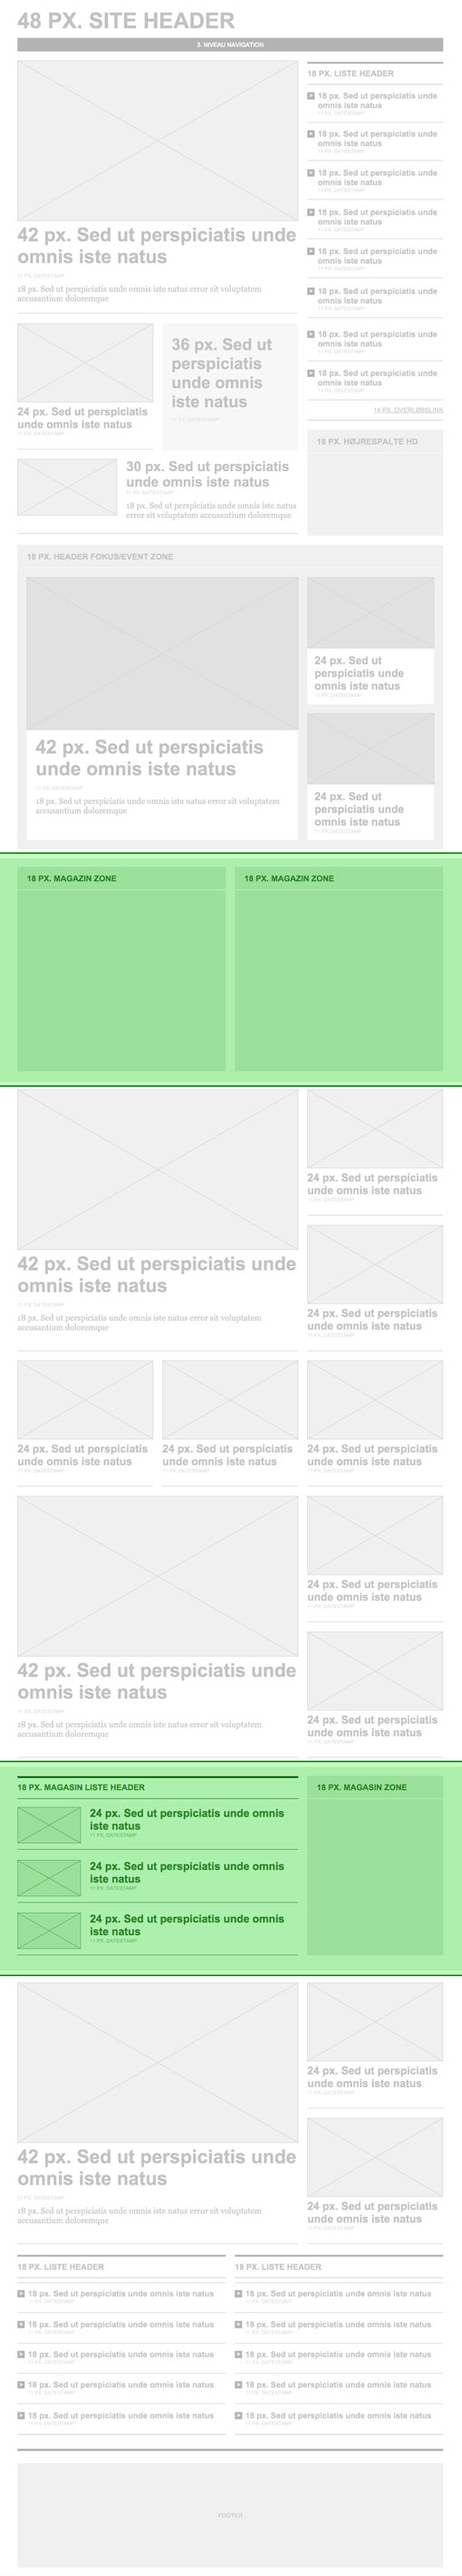 48 PX. SITE HEADER
3. NIVEAU NAVIGATION
42 px. Sed ut perspiciatis unde
omnis iste natus
11 PX. DATESTAMP
18 px. Sed ut perspiciatis unde omnis iste natus error sit voluptatem
accusantium doloremque
18 PX. LISTE HEADER
18 px. Sed ut perspiciatis unde
omnis iste natus
11 PX. DATESTAMP
18 px. Sed ut perspiciatis unde
omnis iste natus
11 PX. DATESTAMP
18 px. Sed ut perspiciatis unde
omnis iste natus
11 PX. DATESTAMP
18 px. Sed ut perspiciatis unde
omnis iste natus
11 PX. DATESTAMP
18 px. Sed ut perspiciatis unde
omnis iste natus
11 PX. DATESTAMP
18 px. Sed ut perspiciatis unde
omnis iste natus
11 PX. DATESTAMP
18 px. Sed ut perspiciatis unde
omnis iste natus
11 PX. DATESTAMP
18 px. Sed ut perspiciatis unde
omnis iste natus
11 PX. DATESTAMP
14 PX. OVERLØBSLINK
24 px. Sed ut perspiciatis
unde omnis iste natus
11 PX. DATESTAMP
36 px. Sed ut
perspiciatis
unde omnis
iste natus
11 PX. DATESTAMP
18 PX. HØJRESPALTE HD
30 px. Sed ut perspiciatis
unde omnis iste natus
11 PX. DATESTAMP
18 px. Sed ut perspiciatis unde omnis iste natus
error sit voluptatem accusantium doloremque
18 PX. HEADER FOKUS/EVENT ZONE
42 px. Sed ut perspiciatis
unde omnis iste natus
11 PX. DATESTAMP
18 px. Sed ut perspiciatis unde omnis iste natus error sit voluptatem
accusantium doloremque
24 px. Sed ut
perspiciatis unde
omnis iste natus
11 PX. DATESTAMP
24 px. Sed ut
perspiciatis unde
omnis iste natus
11 PX. DATESTAMP
18 PX. MAGAZIN ZONE
18 PX. MAGAZIN ZONE
42 px. Sed ut perspiciatis unde
omnis iste natus
11 PX. DATESTAMP
18 px. Sed ut perspiciatis unde omnis iste natus error sit voluptatem
accusantium doloremque
24 px. Sed ut perspiciatis
unde omnis iste natus
11 PX. DATESTAMP
24 px. Sed ut perspiciatis
unde omnis iste natus
11 PX. DATESTAMP
24 px. Sed ut perspiciatis
unde omnis iste natus
11 PX. DATESTAMP
24 px. Sed ut perspiciatis
unde omnis iste natus
11 PX. DATESTAMP
24 px. Sed ut perspiciatis
unde omnis iste natus
11 PX. DATESTAMP
42 px. Sed ut perspiciatis unde
omnis iste natus
11 PX. DATESTAMP
18 px. Sed ut perspiciatis unde omnis iste natus error sit voluptatem
accusantium doloremque
24 px. Sed ut perspiciatis
unde omnis iste natus
11 PX. DATESTAMP
24 px. Sed ut perspiciatis
unde omnis iste natus
11 PX. DATESTAMP
18 PX. MAGASIN LISTE HEADER
24 px. Sed ut perspiciatis unde omnis
iste natus
11 PX. DATESTAMP
24 px. Sed ut perspiciatis unde omnis
iste natus
11 PX. DATESTAMP
24 px. Sed ut perspiciatis unde omnis
iste natus
11 PX. DATESTAMP
18 PX. MAGASIN ZONE
42 px. Sed ut perspiciatis unde
omnis iste natus
11 PX. DATESTAMP
18 px. Sed ut perspiciatis unde omnis iste natus error sit voluptatem
accusantium doloremque
24 px. Sed ut perspiciatis
unde omnis iste natus
11 PX. DATESTAMP
24 px. Sed ut perspiciatis
unde omnis iste natus
11 PX. DATESTAMP
18 PX. LISTE HEADER
18 px. Sed ut perspiciatis unde omnis iste natus
11 PX. DATESTAMP
18 px. Sed ut perspiciatis unde omnis iste natus
11 PX. DATESTAMP
18 px. Sed ut perspiciatis unde omnis iste natus
11 PX. DATESTAMP
18 px. Sed ut perspiciatis unde omnis iste natus
11 PX. DATESTAMP
18 px. Sed ut perspiciatis unde omnis iste natus
11 PX. DATESTAMP
18 PX. LISTE HEADER
18 px. Sed ut perspiciatis unde omnis iste natus
11 PX. DATESTAMP
18 px. Sed ut perspiciatis unde omnis iste natus
11 PX. DATESTAMP
18 px. Sed ut perspiciatis unde omnis iste natus
11 PX. DATESTAMP
18 px. Sed ut perspiciatis unde omnis iste natus
11 PX. DATESTAMP
18 px. Sed ut perspiciatis unde omnis iste natus
11 PX. DATESTAMP
FOOTER